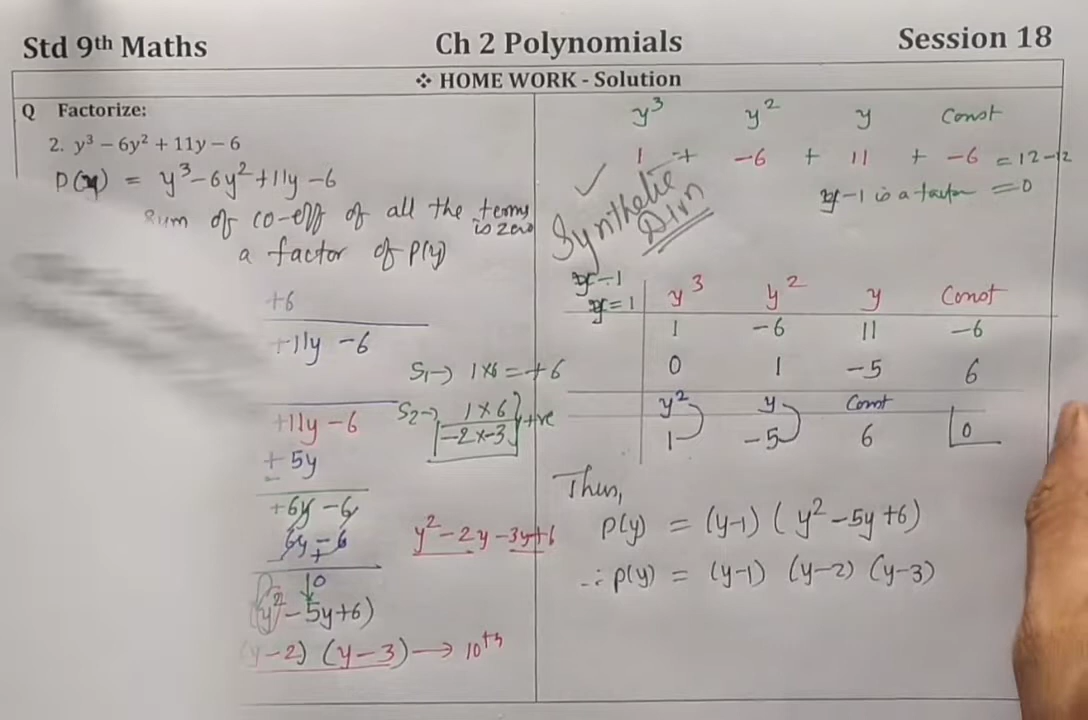 Std 9th Maths
Ch 2 Polynomials
Session 18
❖ HOME WORK - Solution
Q Factorize:
2. y³ – 6y² + 11y – 6
P(y) = y³-6y²+11y-6
Sum of co-eff of all the terms is zero
a factor of P(y)
+6
+11y -6
S1→ 1×6 = +6
+11y -6
S2→ 1×6
-2×-3 +ve
+5y
-
+6y -6
6y-6
+
y²-2y-3y+6
0
(y²-5y+6)
(y-2) (y-3) → 10th
y³ y² y Const
1 + -6 + 11 + -6 = 12-12
y-1 is a factor = 0
✓ Synthetic Divn
y-1
y=1 y³ y² y Const
1 -6 11 -6
0 1 -5 6
y² y Const
1 -5 6 0
Thus,
P(y) = (y-1) (y²-5y+6)
∴ P(y) = (y-1) (y-2) (y-3)